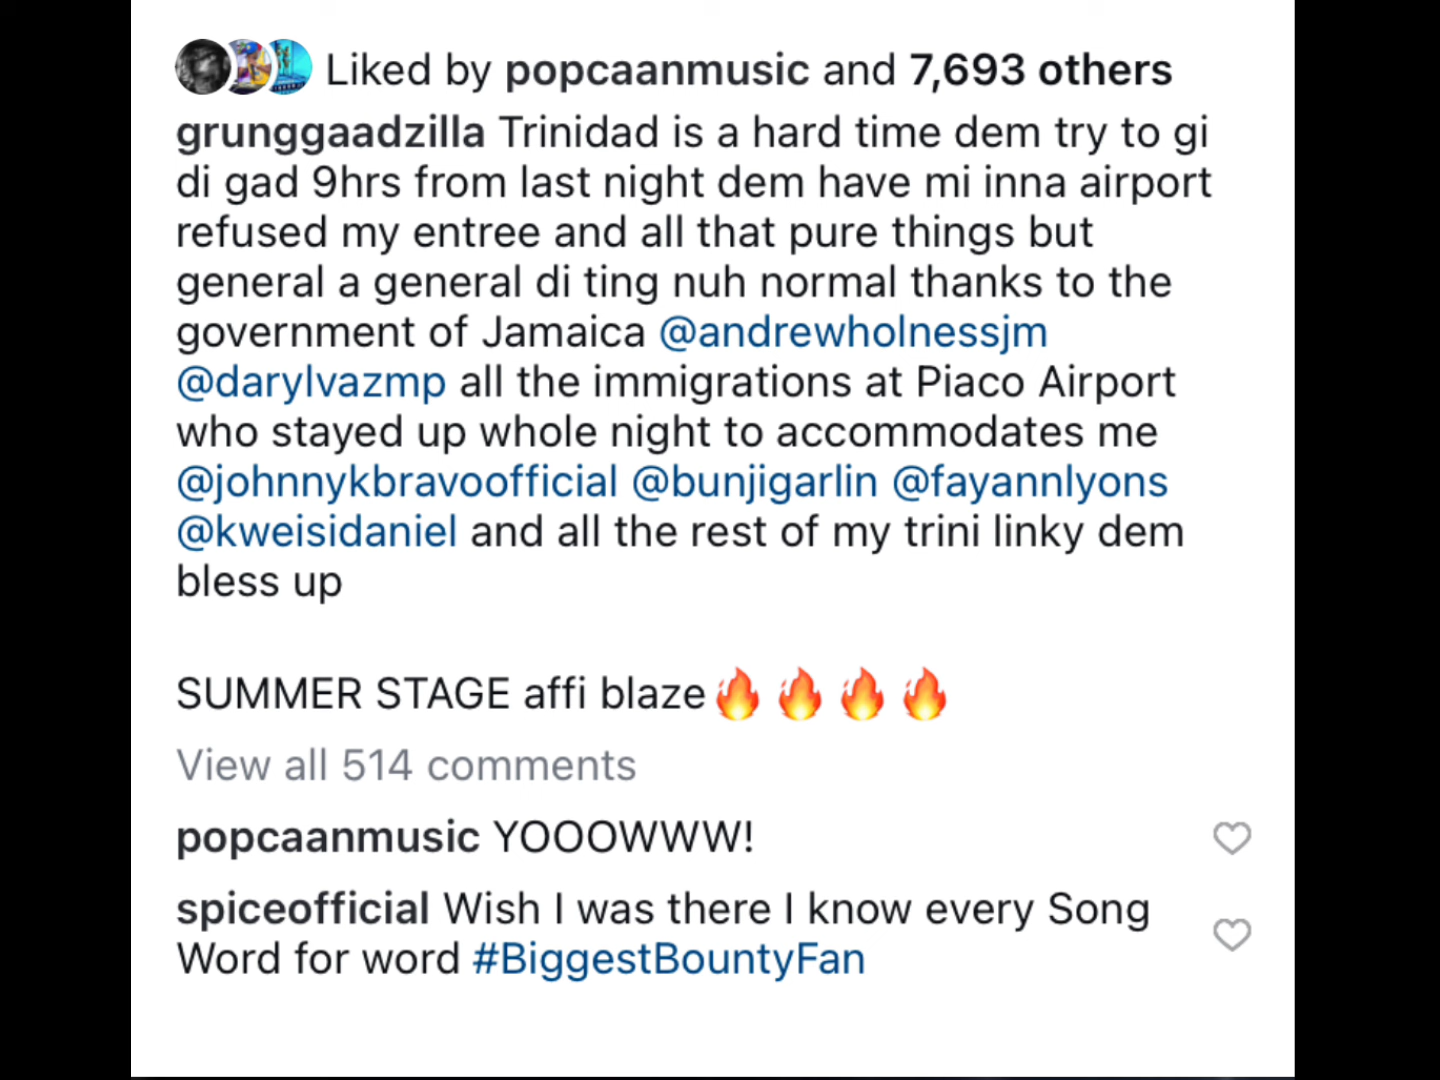 Liked by popcaanmusic and 7,693 others
grunggaadzilla Trinidad is a hard time dem try to gi
di gad 9hrs from last night dem have mi inna airport
refused my entree and all that pure things but
general a general di ting nuh normal thanks to the
government of Jamaica @andrewholnessjm
@darylvazmp all the immigrations at Piaco Airport
who stayed up whole night to accommodates me
@johnnykbravoofficial @bunjigarlin @fayannlyons
@kweisidaniel and all the rest of my trini linky dem
bless up
SUMMER STAGE affi blaze🔥🔥🔥🔥
View all 514 comments
popcaanmusic YOOOWWW!
spiceofficial Wish I was there I know every Song
Word for word #BiggestBountyFan